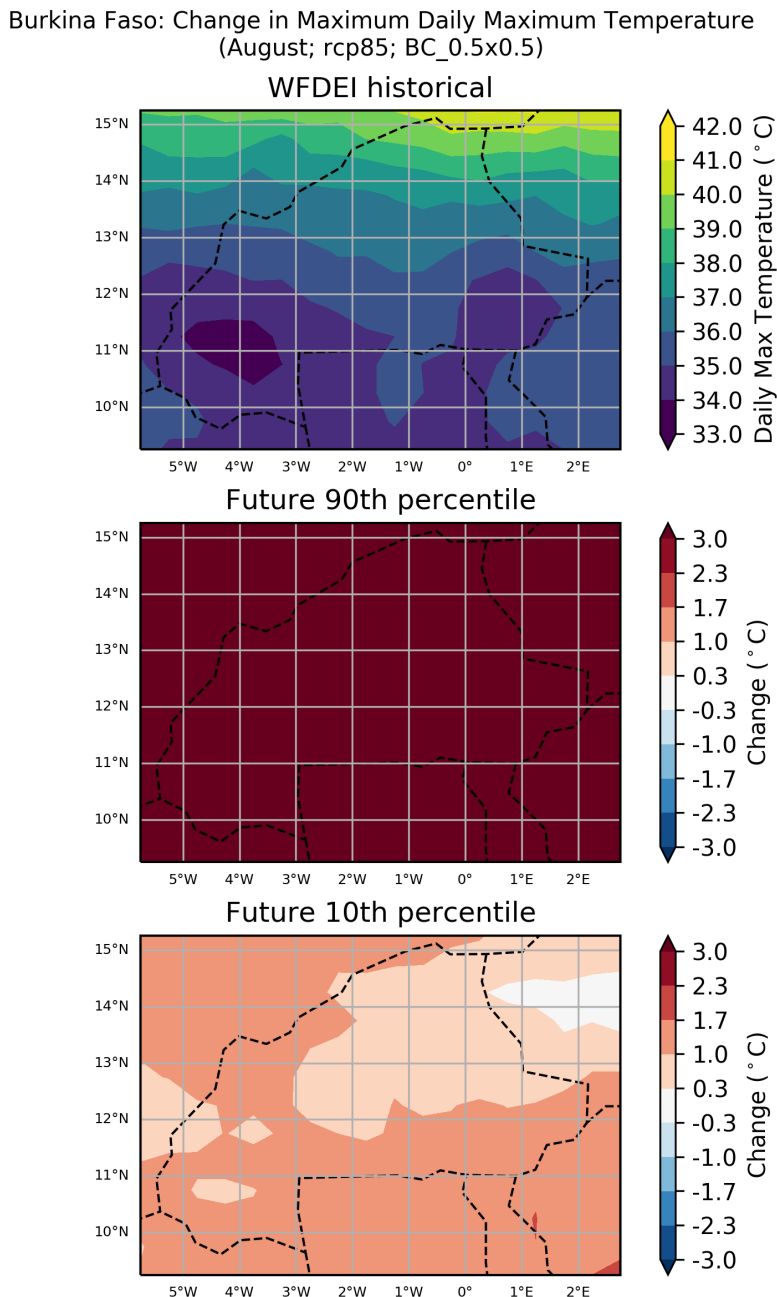 Burkina Faso: Change in Maximum Daily Maximum Temperature
(August; rcp85; BC_0.5x0.5)
WFDEI historical
15°N
14°N
13°N
12°N
11°N
10°N
5°W 4°W 3°W 2°W 1°W 0° 1°E 2°E
42.0
41.0
40.0
39.0
38.0
37.0
36.0
35.0
34.0
33.0
Daily Max Temperature (°C)
Future 90th percentile
15°N
14°N
13°N
12°N
11°N
10°N
5°W 4°W 3°W 2°W 1°W 0° 1°E 2°E
3.0
2.3
1.7
1.0
0.3
-0.3
-1.0
-1.7
-2.3
-3.0
Change (°C)
Future 10th percentile
15°N
14°N
13°N
12°N
11°N
10°N
5°W 4°W 3°W 2°W 1°W 0° 1°E 2°E
3.0
2.3
1.7
1.0
0.3
-0.3
-1.0
-1.7
-2.3
-3.0
Change (°C)